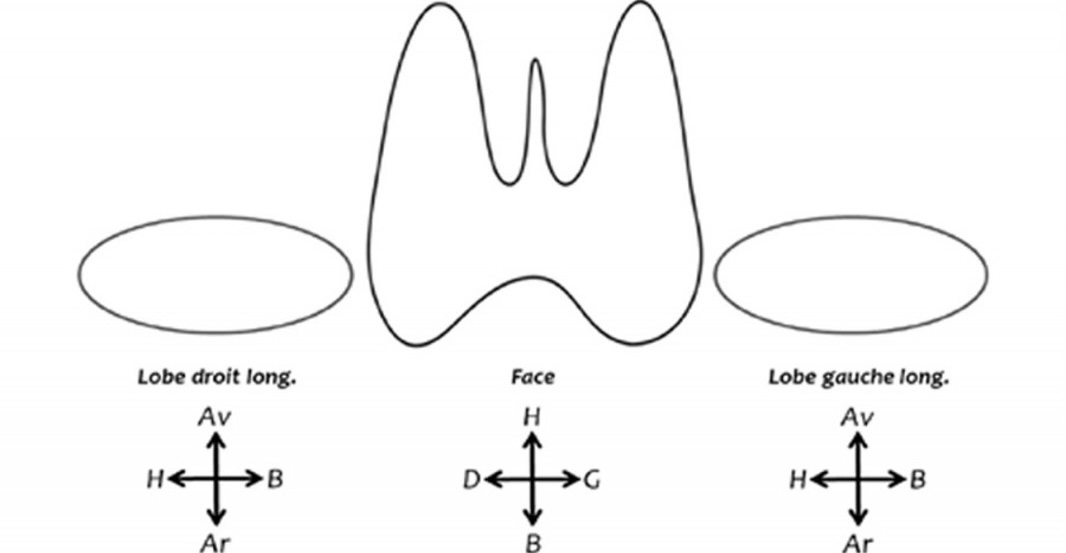 Lobe droit long.
Face
Lobe gauche long.
Av
H
Av
H B
D G
H B
Ar
B
Ar